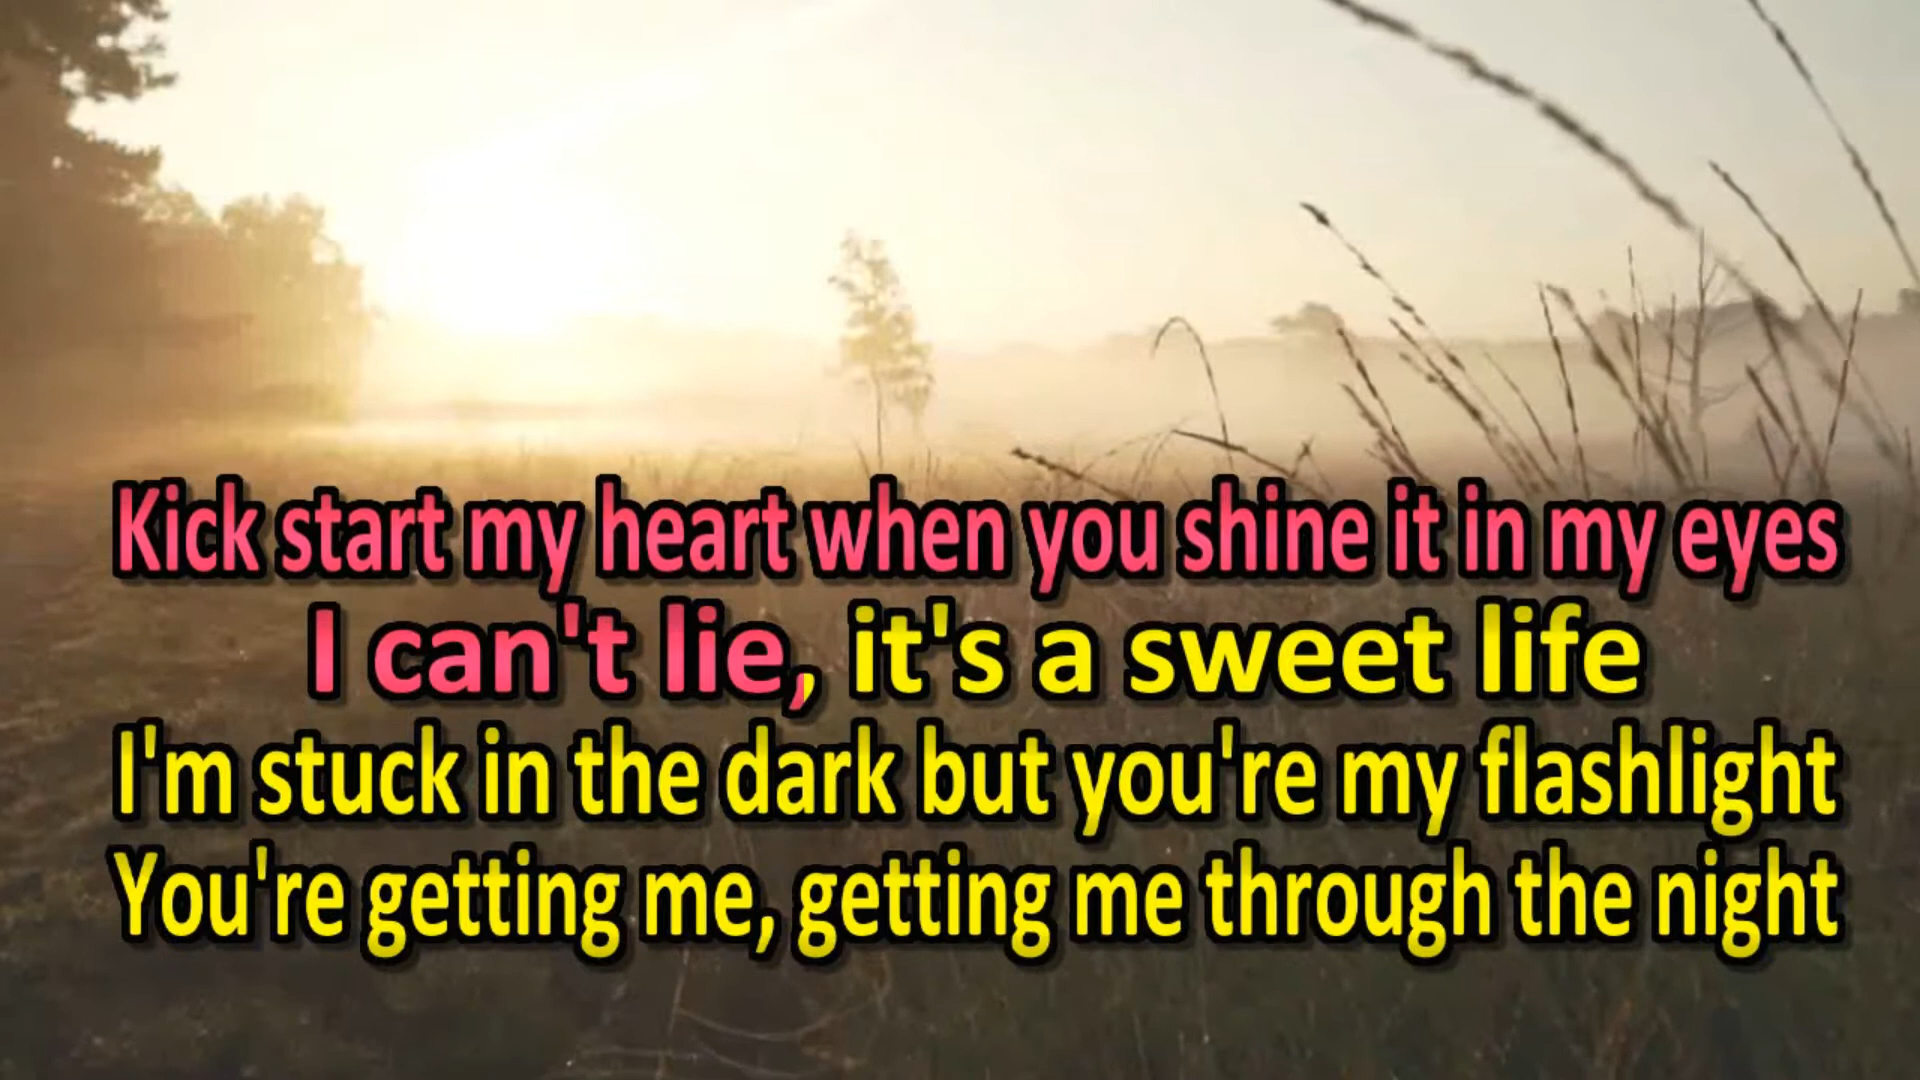 Kick start my heart when you shine it in my eyes
I can't lie, it's a sweet life
I'm stuck in the dark but you're my flashlight
You're getting me, getting me through the night